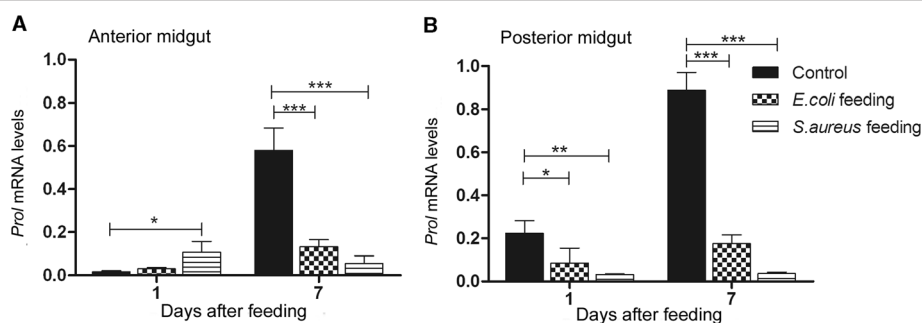 A
Anterior midgut
Prol mRNA levels
1.0
0.8
0.6
0.4
0.2
0.0
*
***
***
1
7
Days after feeding
B
Posterior midgut
Prol mRNA levels
1.0
0.8
0.6
0.4
0.2
0.0
**
*
***
***
1
7
Days after feeding
Control
E.coli feeding
S.aureus feeding